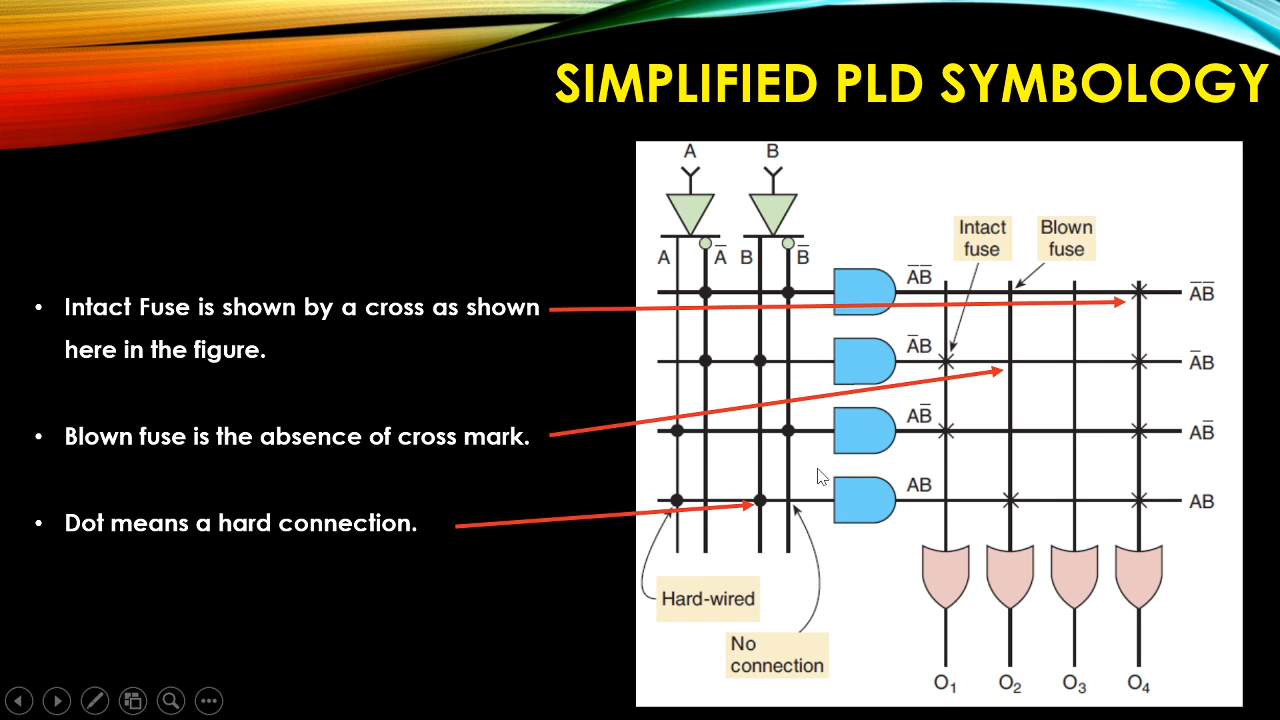 SIMPLIFIED PLD SYMBOLOGY
• Intact Fuse is shown by a cross as shown
here in the figure.
• Blown fuse is the absence of cross mark.
• Dot means a hard connection.
A B
A A̅ B B̅
Intact
fuse
Blown
fuse
A̅B̅ A̅B̅
A̅B A̅B
AB̅ AB̅
AB AB
Hard-wired
No
connection
O₁ O₂ O₃ O₄